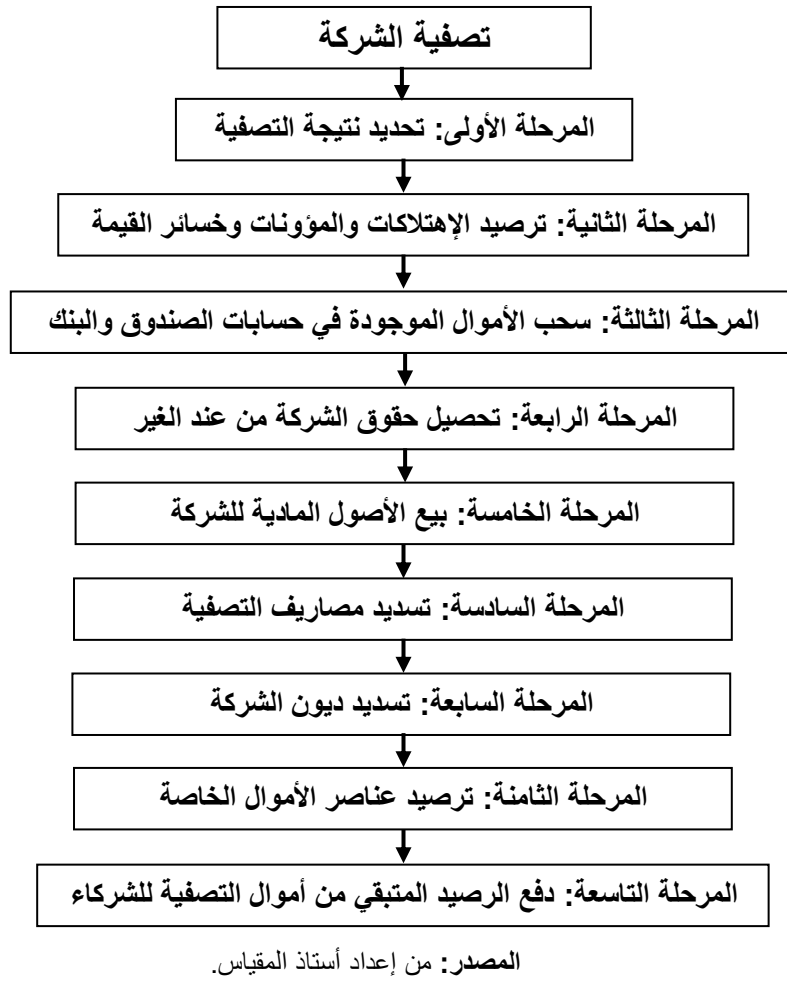 تصفية الشركة
المرحلة الأولى: تحديد نتيجة التصفية
المرحلة الثانية: ترصيد الإهتلاكات والمؤونات وخسائر القيمة
المرحلة الثالثة: سحب الأموال الموجودة في حسابات الصندوق والبنك
المرحلة الرابعة: تحصيل حقوق الشركة من عند الغير
المرحلة الخامسة: بيع الأصول المادية للشركة
المرحلة السادسة: تسديد مصاريف التصفية
المرحلة السابعة: تسديد ديون الشركة
المرحلة الثامنة: ترصيد عناصر الأموال الخاصة
المرحلة التاسعة: دفع الرصيد المتبقي من أموال التصفية للشركاء
المصدر: من إعداد أستاذ المقياس.